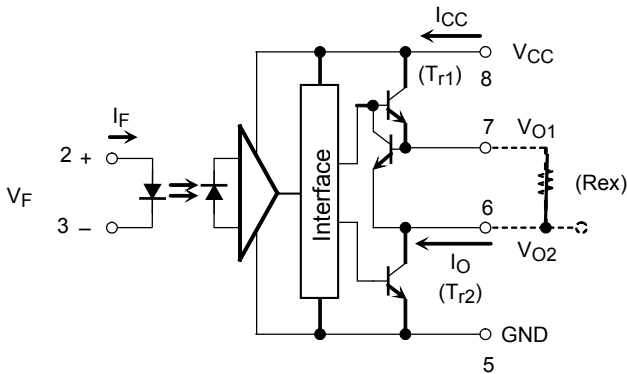 ICC
VCC
8
(Tr1)
IF
7
VO1
2 +
VF
Interface
(Rex)
3 –
6
IO
VO2
(Tr2)
GND
5